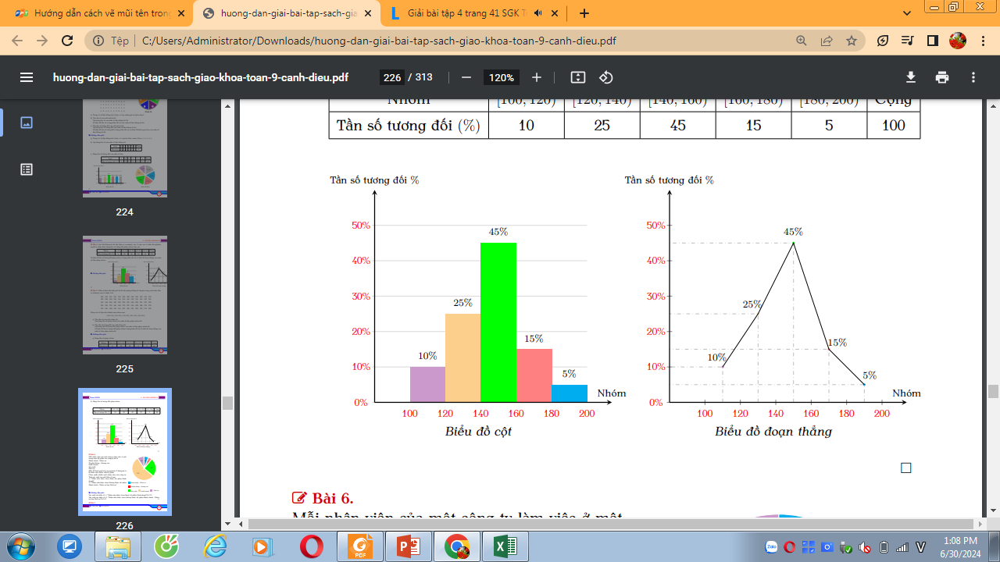 Hướng dẫn cách vẽ mũi tên tron
huong-dan-giai-bai-tap-sach-gia
Giải bài tập 4 trang 41 SGK T
Tệp
C:/Users/Administrator/Downloads/huong-dan-giai-bai-tap-sach-giao-khoa-toan-9-canh-dieu.pdf
huong-dan-giai-bai-tap-sach-giao-khoa-toan-9-canh-dieu.pdf
226 / 313
120%
224
225
226
Nhóm [100; 120) [120; 140) [140; 160) [160; 180) [180; 200) Cộng
Tần số tương đối (%) 10 25 45 15 5 100
Tần số tương đối %
50%
40%
30%
20%
10%
0%
10%
25%
45%
15%
5%
Nhóm
100 120 140 160 180 200
Biểu đồ cột
Tần số tương đối %
50%
40%
30%
20%
10%
0%
10%
25%
45%
15%
5%
Nhóm
100 120 140 160 180 200
Biểu đồ đoạn thẳng
Bài 6.
Mỗi nhân viên của một công ty làm việc ở một
PDF
Zalo
V
1:08 PM
6/30/2024